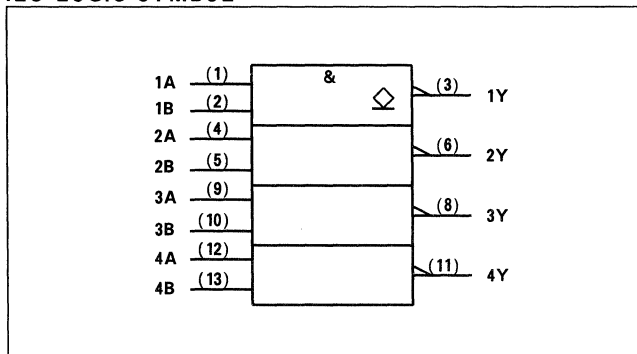 IEC LOGIC SYMBOL
&
1A (1)
1B (2)
2A (4)
2B (5)
3A (9)
3B (10)
4A (12)
4B (13)
(3) 1Y
(6) 2Y
(8) 3Y
(11) 4Y